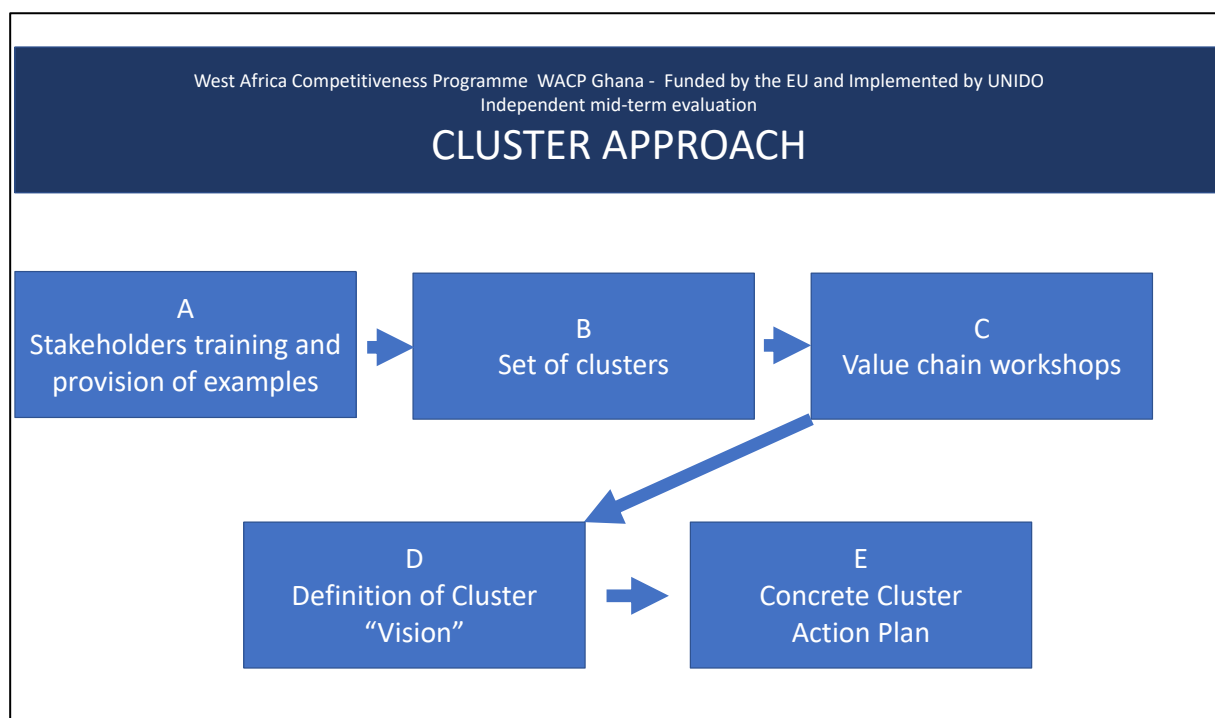 West Africa Competitiveness Programme  WACP Ghana -  Funded by the EU and Implemented by UNIDO
Independent mid-term evaluation
CLUSTER APPROACH
A
Stakeholders training and
provision of examples
B
Set of clusters
C
Value chain workshops
D
Definition of Cluster
“Vision”
E
Concrete Cluster
Action Plan